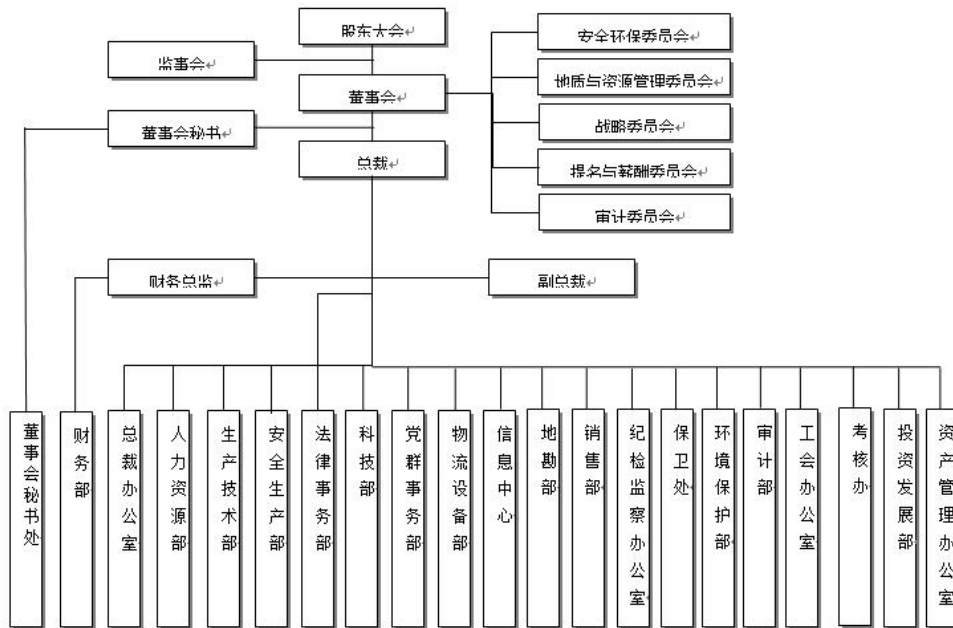 股东大会
安全环保委员会
监事会
地质与资源管理委员会
董事会
董事会秘书
战略委员会
总裁
提名与薪酬委员会
审计委员会
财务总监
副总裁
董事会秘书处
财务部
总裁办公室
人力资源部
生产技术部
安全生产部
法律事务部
科技部
党群事务部
物流设备部
信息中心
地勘部
销售部
纪检监察办公室
保卫处
环境保护部
审计部
工会办公室
考核办
投资发展部
资产管理办公室